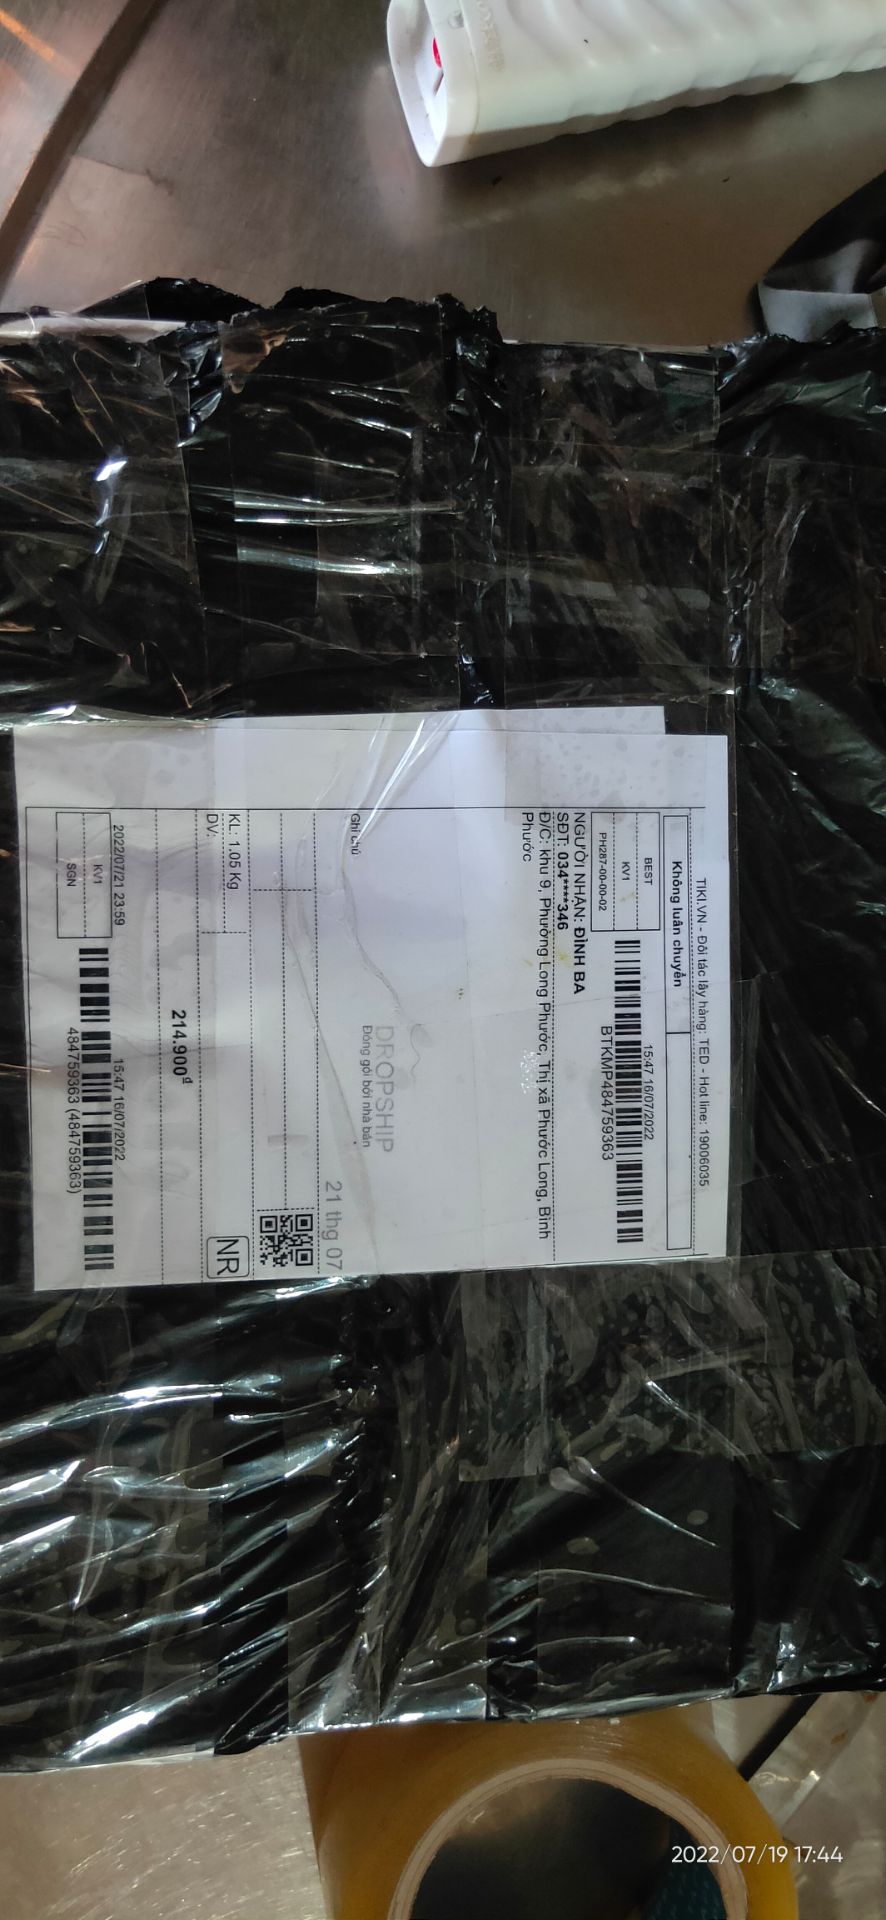 TIKI.VN - Đối tác lấy hàng: TED - Hot line: 19006035
Không luân chuyển
BEST
KV1
PH287-00-00-02
15:47 16/07/2022
BTKMP484759363
NGƯỜI NHẬN: ĐÌNH BA
SĐT: 034****346
Đ/C: khu 9, Phường Long Phước, Thị xã Phước Long, Bình
Phước
DROPSHIP
Đóng gói bởi nhà bán
Ghi chú
21 thg 07
KL: 1.05 Kg
DV:
NR
214.900đ
2022/07/21 23:59
15:47 16/07/2022
KV1
SGN
484759363 (484759363)
2022/07/19 17:44